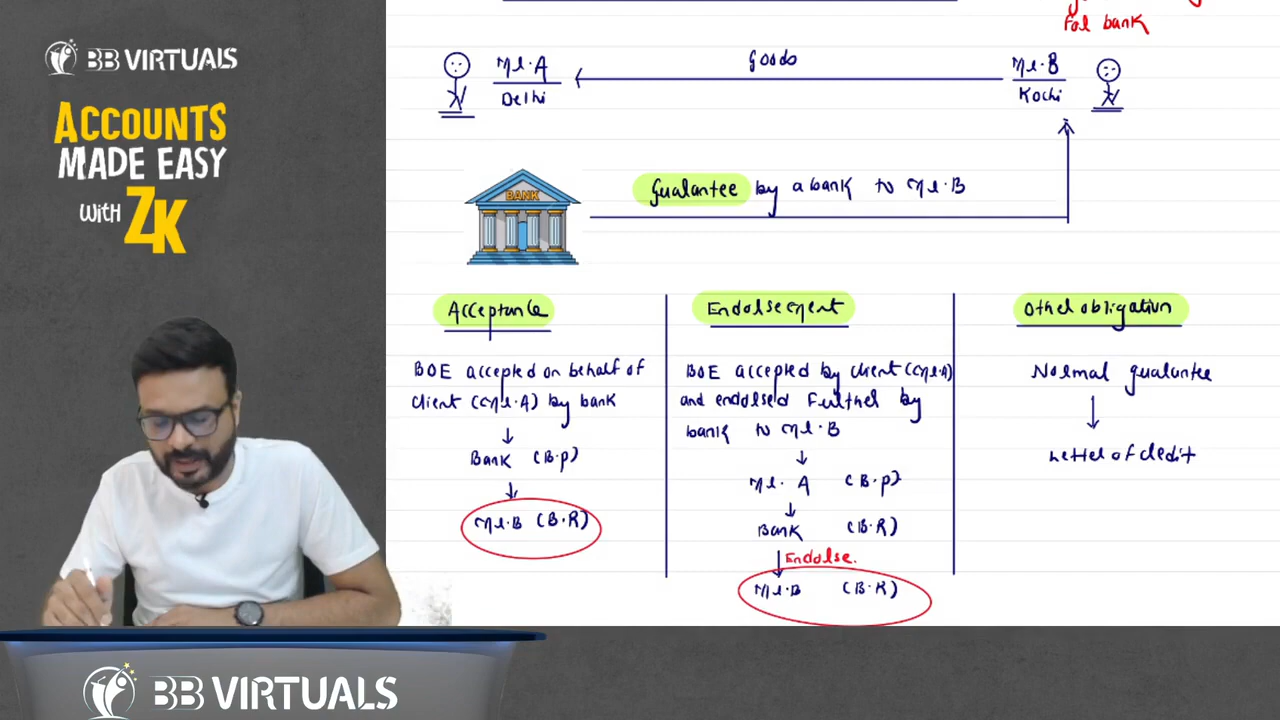 BB VIRTUALS
ACCOUNTS
MADE EASY
with ZK
For bank
Mr. A
Delhi
Goods
Mr. B
Kochi
BANK
Guarantee by a bank to Mr. B
Acceptance
BOE accepted on behalf of
client (Mr. A) by bank
Bank (B.P)
Mr. B (B.R)
Endorsement
BOE accepted by client (Mr. A)
and endorsed further by
bank to Mr. B
Mr. A (B.P)
Bank (B.R)
Endorse.
Mr. B (B.R)
Other obligation
Normal guarantee
Letter of credit
BB VIRTUALS